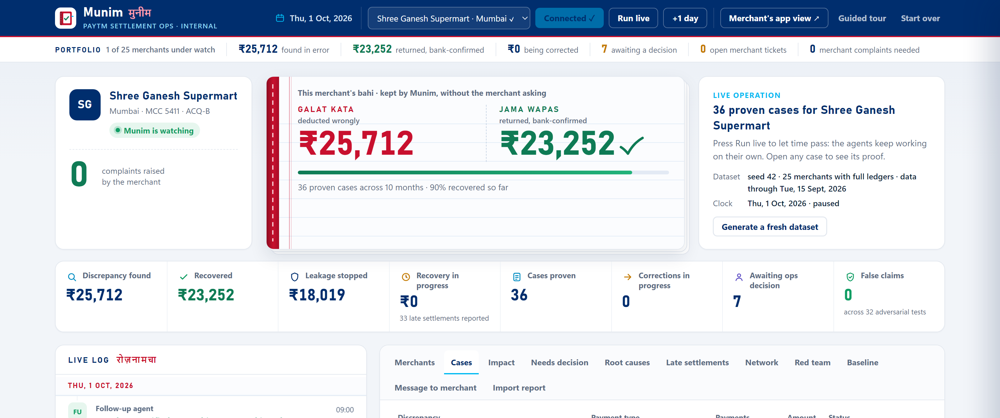 Munim मुनीम
PAYTM SETTLEMENT OPS · INTERNAL
Thu, 1 Oct, 2026
Shree Ganesh Supermart · Mumbai ✓
Connected ✓
Run live
+1 day
Merchant's app view ↗
Guided tour
Start over
PORTFOLIO 1 of 25 merchants under watch
₹25,712 found in error
₹23,252 returned, bank-confirmed
₹0 being corrected
7 awaiting a decision
0 open merchant tickets
0 merchant complaints needed
SG
Shree Ganesh Supermart
Mumbai · MCC 5411 · ACQ-B
Munim is watching
0 complaints raised
by the merchant
This merchant's bahi · kept by Munim, without the merchant asking
GALAT KATA
deducted wrongly
₹25,712
JAMA WAPAS
returned, bank-confirmed
₹23,252 ✓
36 proven cases across 10 months · 90% recovered so far
LIVE OPERATION
36 proven cases for Shree Ganesh
Supermart
Press Run live to let time pass: the agents keep working
on their own. Open any case to see its proof.
Dataset seed 42 · 25 merchants with full ledgers · data
through Tue, 15 Sept, 2026
Clock Thu, 1 Oct, 2026 · paused
Generate a fresh dataset
Discrepancy found
₹25,712
Recovered
₹23,252
Leakage stopped
₹18,019
Recovery in
progress
₹0
33 late settlements reported
Cases proven
36
Corrections in
progress
0
Awaiting ops
decision
7
False claims
0
across 32 adversarial tests
LIVE LOG रोज़नामचा
THU, 1 OCT, 2026
FU
Follow-up agent
09:00
Merchants
Cases
Impact
Needs decision
Root causes
Late settlements
Network
Red team
Baseline
Message to merchant
Import report
Discrepancy
Payment type
Payments
Amount
Status